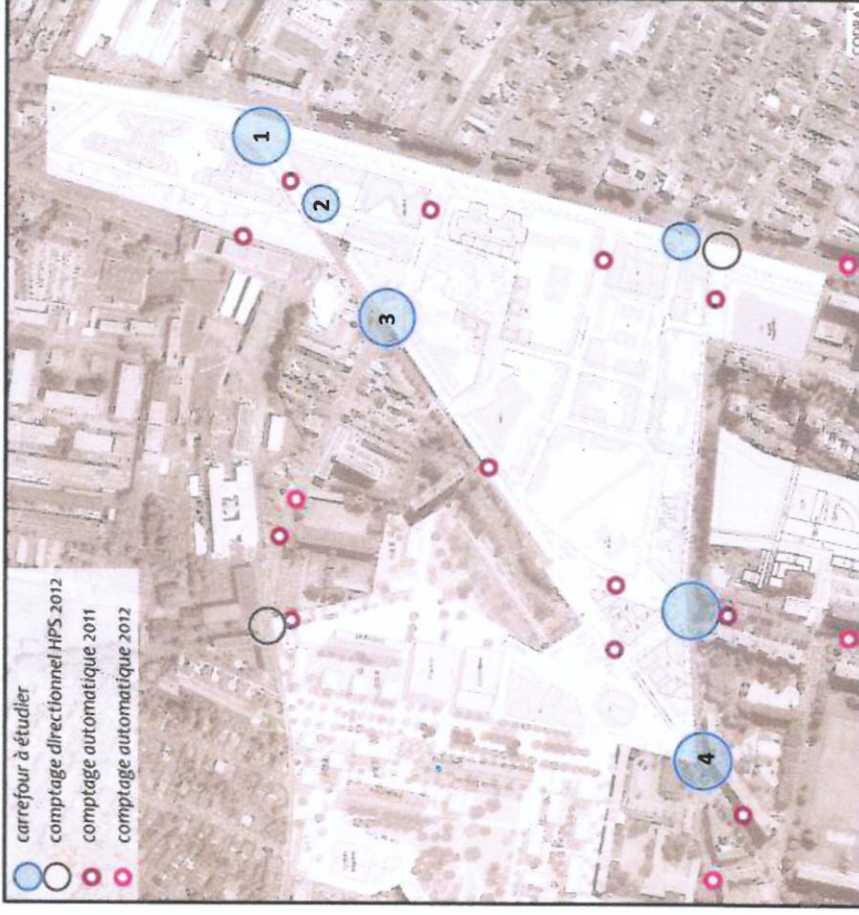 carrefour à étudier
comptage directionnel HPS 2012
comptage automatique 2011
comptage automatique 2012
1
2
3
4